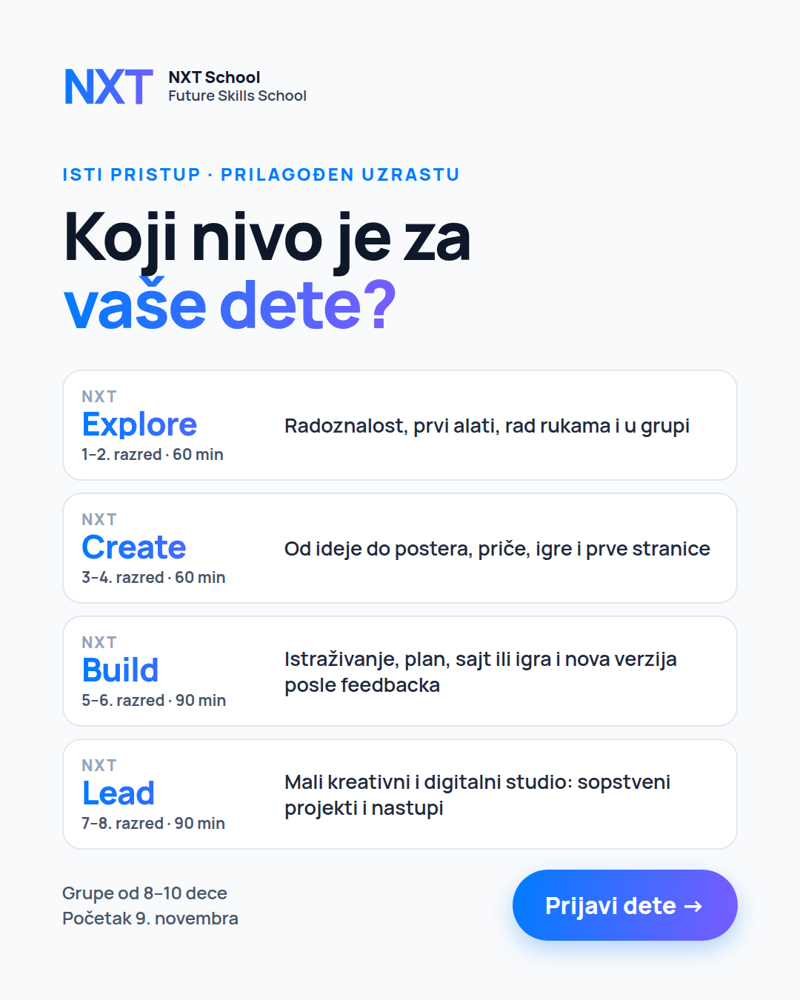 NXT
NXT School
Future Skills School
ISTI PRISTUP · PRILAGOĐEN UZRASTU
Koji nivo je za
vaše dete?
NXT
Explore
1–2. razred · 60 min
Radoznalost, prvi alati, rad rukama i u grupi
NXT
Create
3–4. razred · 60 min
Od ideje do postera, priče, igre i prve stranice
NXT
Build
5–6. razred · 90 min
Istraživanje, plan, sajt ili igra i nova verzija
posle feedbacka
NXT
Lead
7–8. razred · 90 min
Mali kreativni i digitalni studio: sopstveni
projekti i nastupi
Grupe od 8–10 dece
Početak 9. novembra
Prijavi dete →